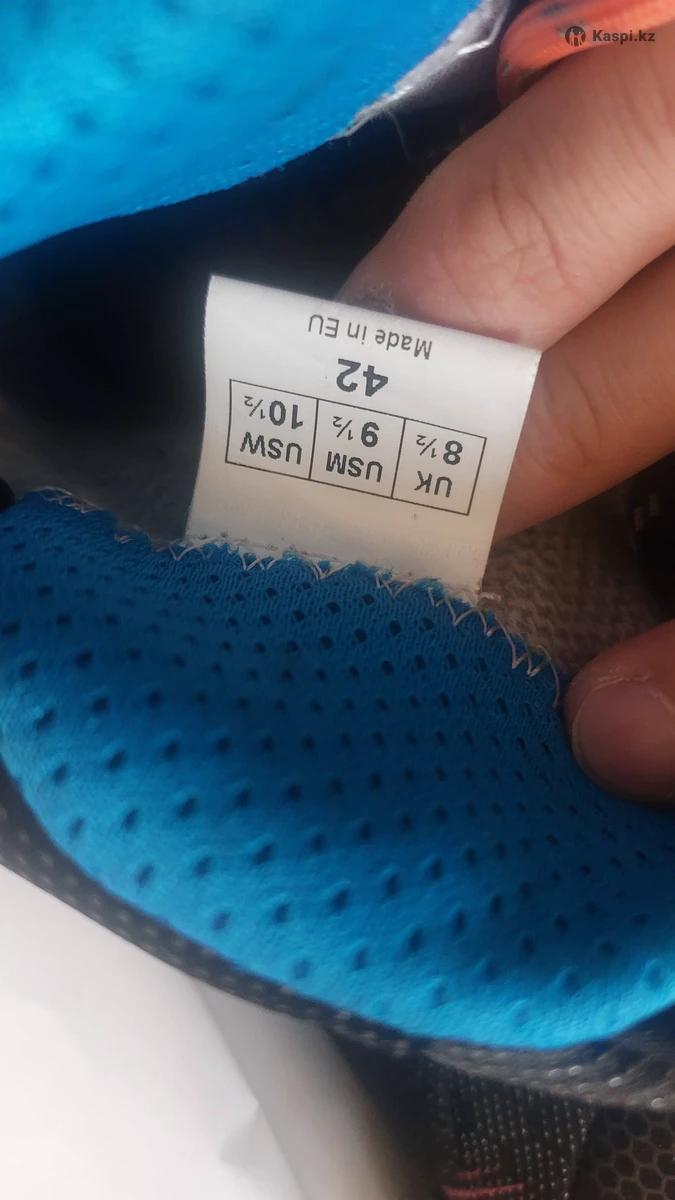 Kaspi.kz
UK USM USW
8½ 9½ 10½
42
Made in EU